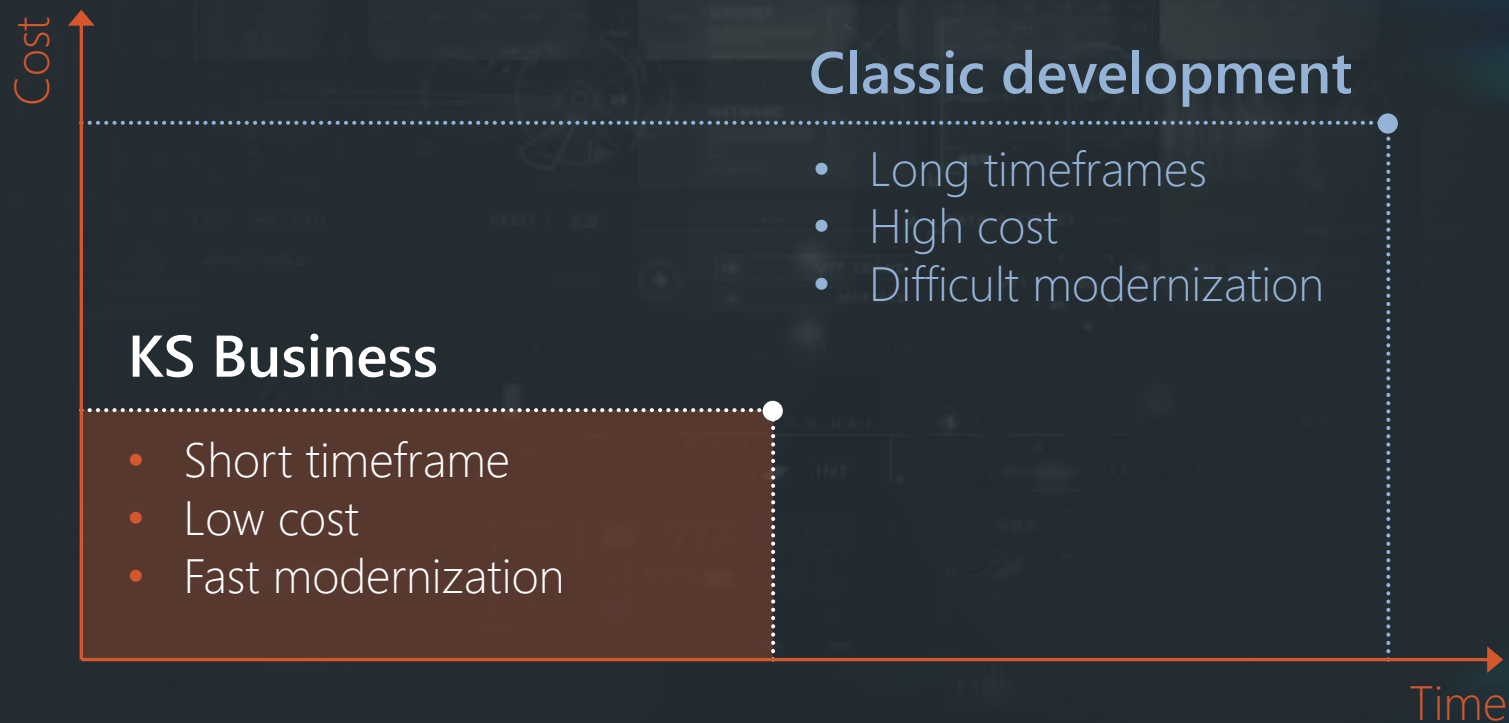 Cost
Classic development
• Long timeframes
• High cost
• Difficult modernization
KS Business
• Short timeframe
• Low cost
• Fast modernization
Time